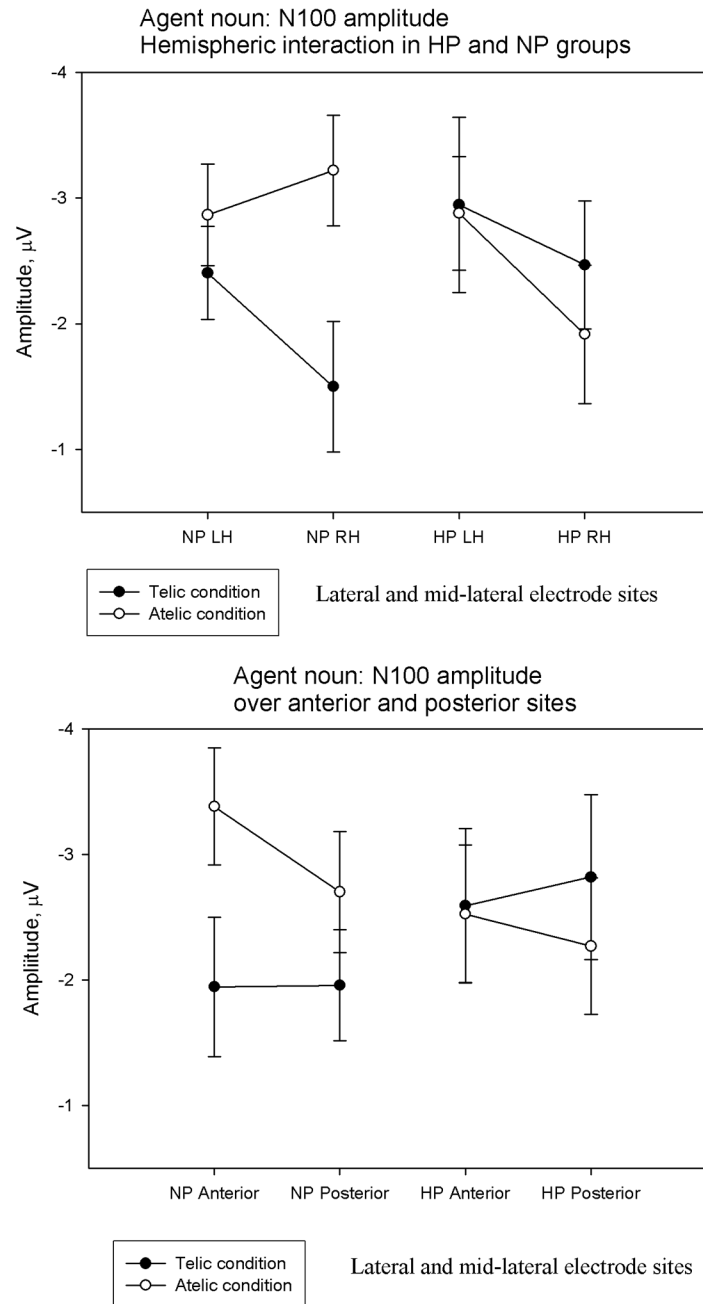 Agent noun: N100 amplitude
Hemispheric interaction in HP and NP groups
-4
-3
-2
-1
Amplitude, μV
NP LH NP RH HP LH HP RH
Telic condition
Atelic condition
Lateral and mid-lateral electrode sites
Agent noun: N100 amplitude
over anterior and posterior sites
-4
-3
-2
-1
Ampliitude, μV
NP Anterior NP Posterior HP Anterior HP Posterior
Telic condition
Atelic condition
Lateral and mid-lateral electrode sites